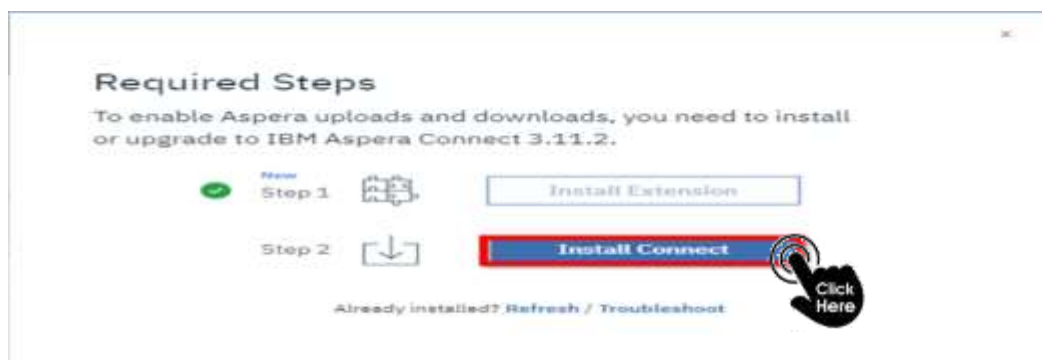 Required Steps
To enable Aspera uploads and downloads, you need to install
or upgrade to IBM Aspera Connect 3.11.2.
New
Step 1
Install Extension
Step 2
Install Connect
Click
Here
Already installed? Refresh / Troubleshoot